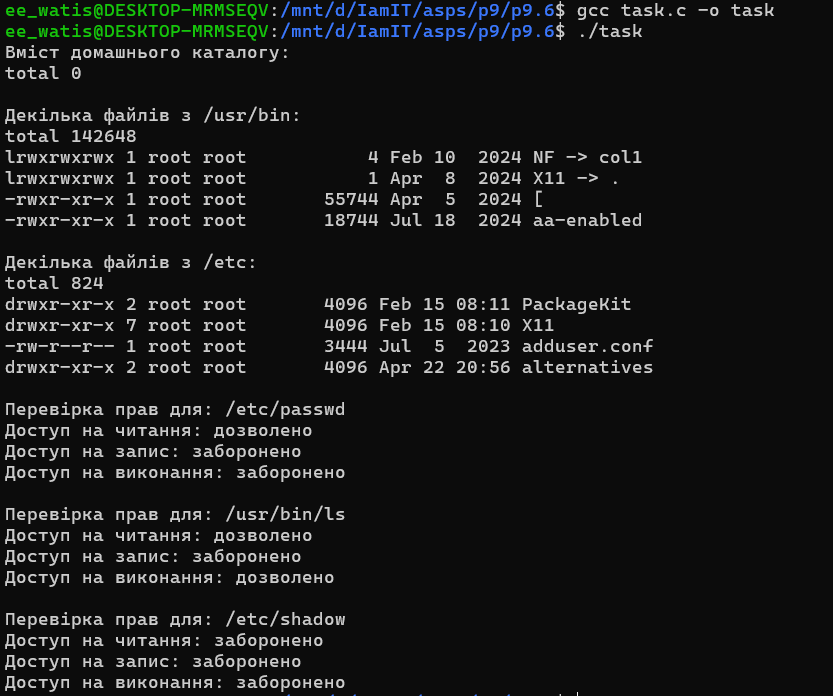 ee_watis@DESKTOP-MRMSEQV:/mnt/d/IamIT/asps/p9/p9.6$ gcc task.c -o task
ee_watis@DESKTOP-MRMSEQV:/mnt/d/IamIT/asps/p9/p9.6$ ./task
Вміст домашнього каталогу:
total 0
Декілька файлів з /usr/bin:
total 142648
lrwxrwxrwx 1 root root           4 Feb 10  2024 NF -> col1
lrwxrwxrwx 1 root root           1 Apr  8  2024 X11 -> .
-rwxr-xr-x 1 root root       55744 Apr  5  2024 [
-rwxr-xr-x 1 root root       18744 Jul 18  2024 aa-enabled
Декілька файлів з /etc:
total 824
drwxr-xr-x 2 root root       4096 Feb 15 08:11 PackageKit
drwxr-xr-x 7 root root       4096 Feb 15 08:10 X11
-rw-r--r-- 1 root root       3444 Jul  5  2023 adduser.conf
drwxr-xr-x 2 root root       4096 Apr 22 20:56 alternatives
Перевірка прав для: /etc/passwd
Доступ на читання: дозволено
Доступ на запис: заборонено
Доступ на виконання: заборонено
Перевірка прав для: /usr/bin/ls
Доступ на читання: дозволено
Доступ на запис: заборонено
Доступ на виконання: дозволено
Перевірка прав для: /etc/shadow
Доступ на читання: заборонено
Доступ на запис: заборонено
Доступ на виконання: заборонено